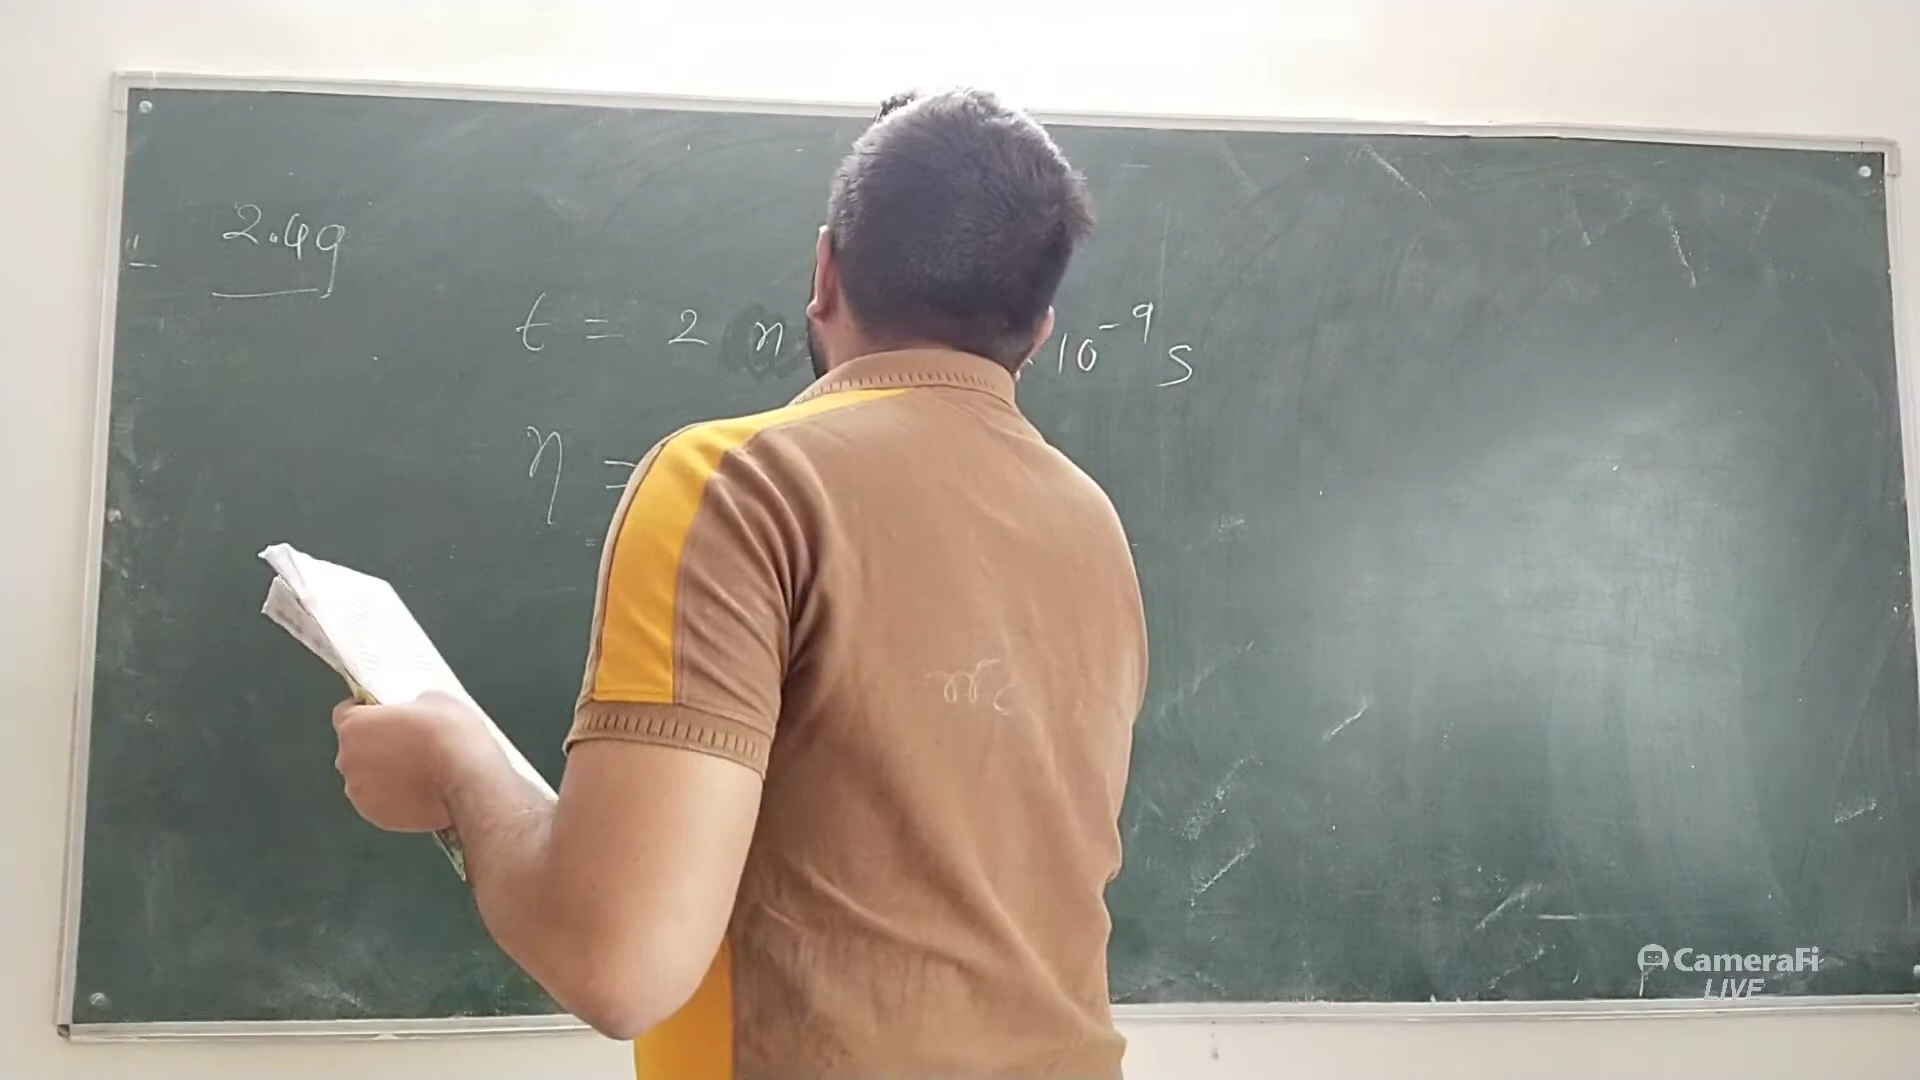 2.49
t = 2 n 10⁻⁹ s
η =
CameraFi
LIVE